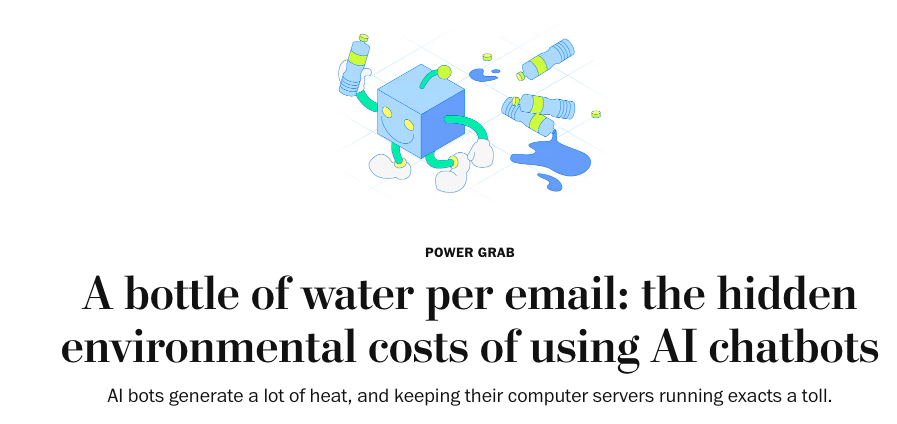 POWER GRAB
A bottle of water per email: the hidden
environmental costs of using AI chatbots
AI bots generate a lot of heat, and keeping their computer servers running exacts a toll.